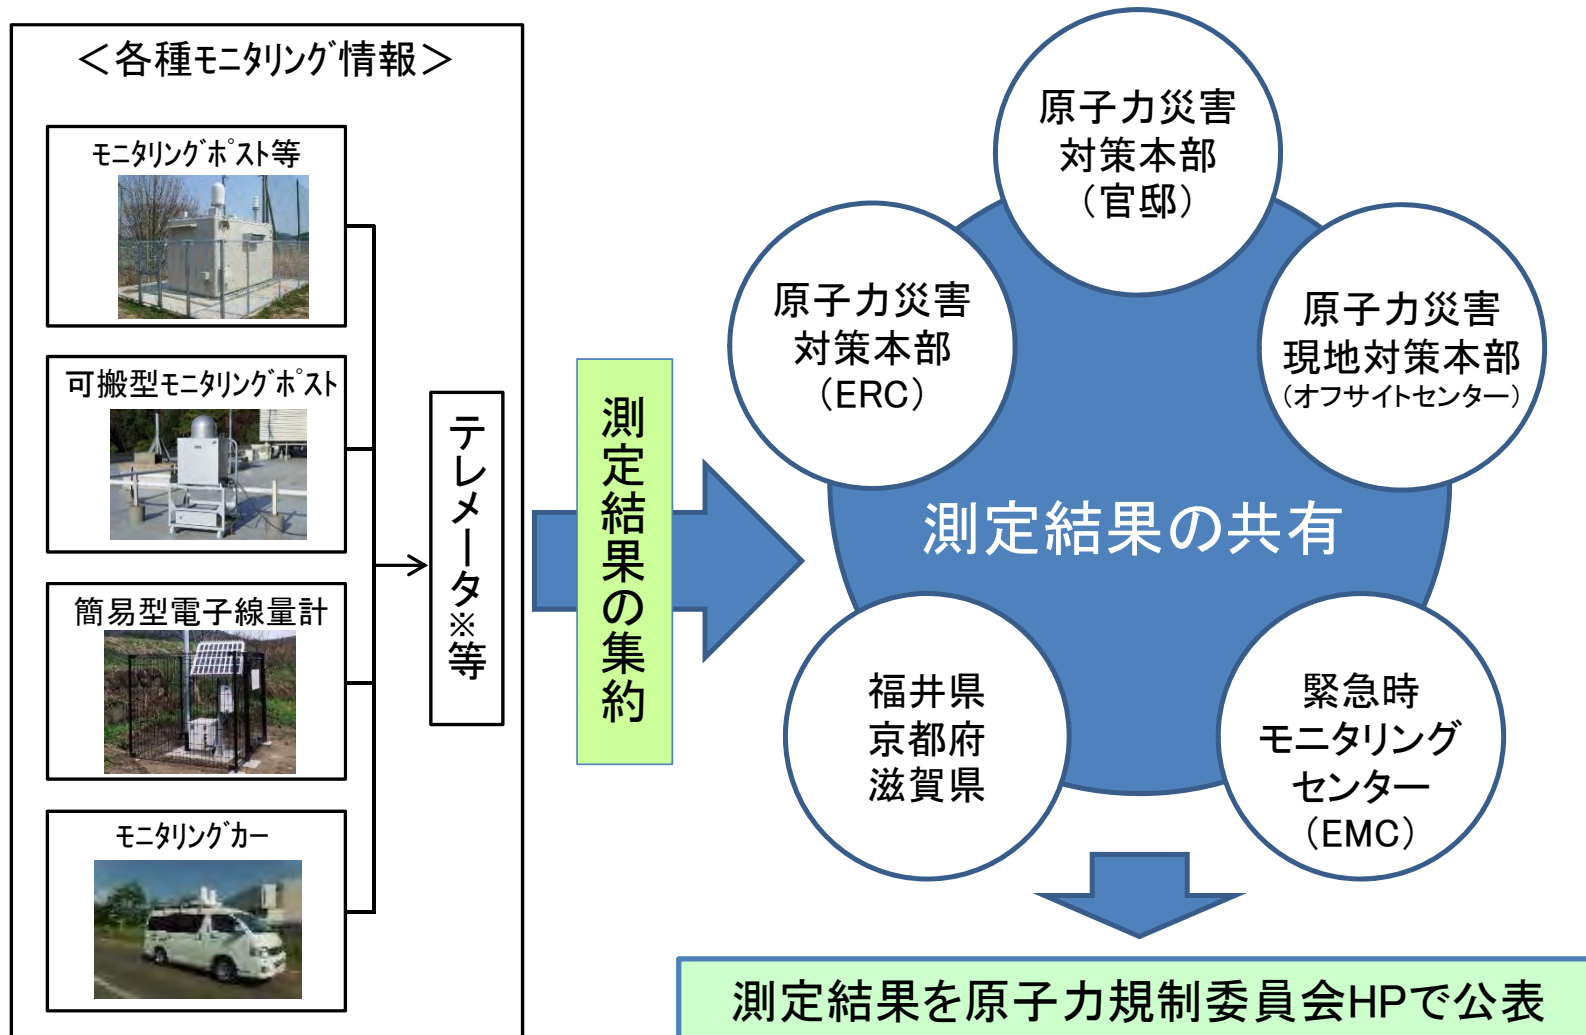 ＜各種ﾓﾆﾀﾘﾝｸﾞ情報＞
ﾓﾆﾀﾘﾝｸﾞﾎﾟｽﾄ等
可搬型ﾓﾆﾀﾘﾝｸﾞﾎﾟｽﾄ
簡易型電子線量計
ﾓﾆﾀﾘﾝｸﾞｶｰ
テレメータ※等
測定結果の集約
原子力災害
対策本部
（官邸）
原子力災害
対策本部
（ERC）
原子力災害
現地対策本部
（オフサイトセンター）
測定結果の共有
福井県
京都府
滋賀県
緊急時
モニタリング
センター
（EMC）
測定結果を原子力規制委員会HPで公表